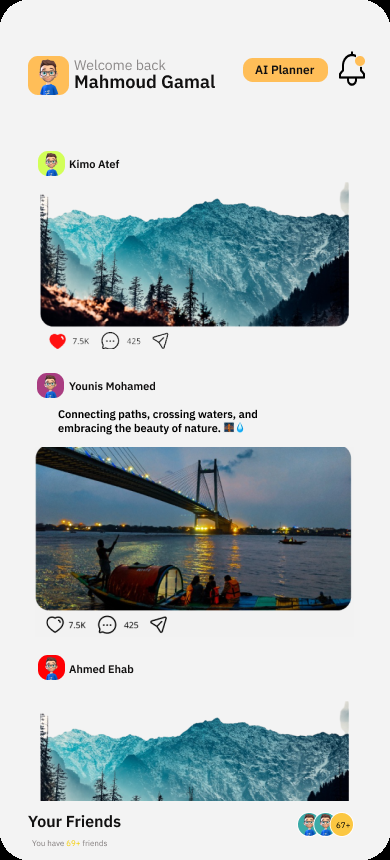 Welcome back
Mahmoud Gamal
AI Planner
Kimo Atef
7.5K
425
Younis Mohamed
Connecting paths, crossing waters, and
embracing the beauty of nature. 🌉💧
7.5K
425
Ahmed Ehab
Your Friends
67+
You have 69+ friends